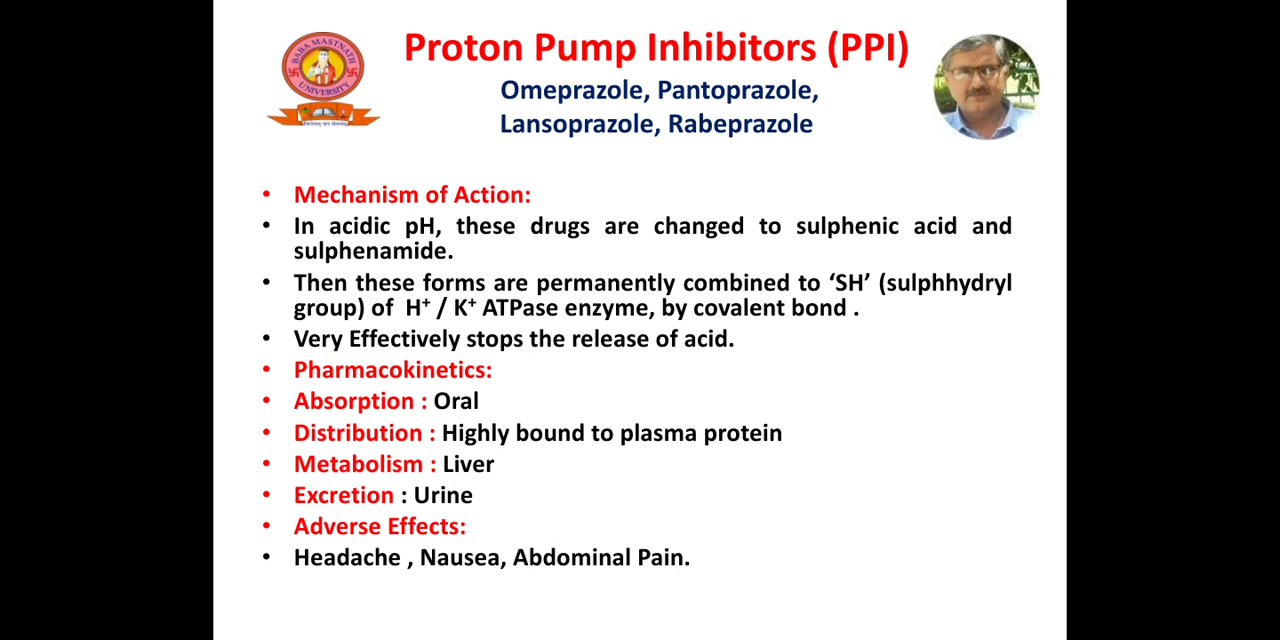 Proton Pump Inhibitors (PPI)
BABA MASTNATH
UNIVERSITY
Omeprazole, Pantoprazole,
Lansoprazole, Rabeprazole
• Mechanism of Action:
• In acidic pH, these drugs are changed to sulphenic acid and
sulphenamide.
• Then these forms are permanently combined to ‘SH’ (sulphhydryl
group) of H⁺ / K⁺ ATPase enzyme, by covalent bond .
• Very Effectively stops the release of acid.
• Pharmacokinetics:
• Absorption : Oral
• Distribution : Highly bound to plasma protein
• Metabolism : Liver
• Excretion : Urine
• Adverse Effects:
• Headache , Nausea, Abdominal Pain.